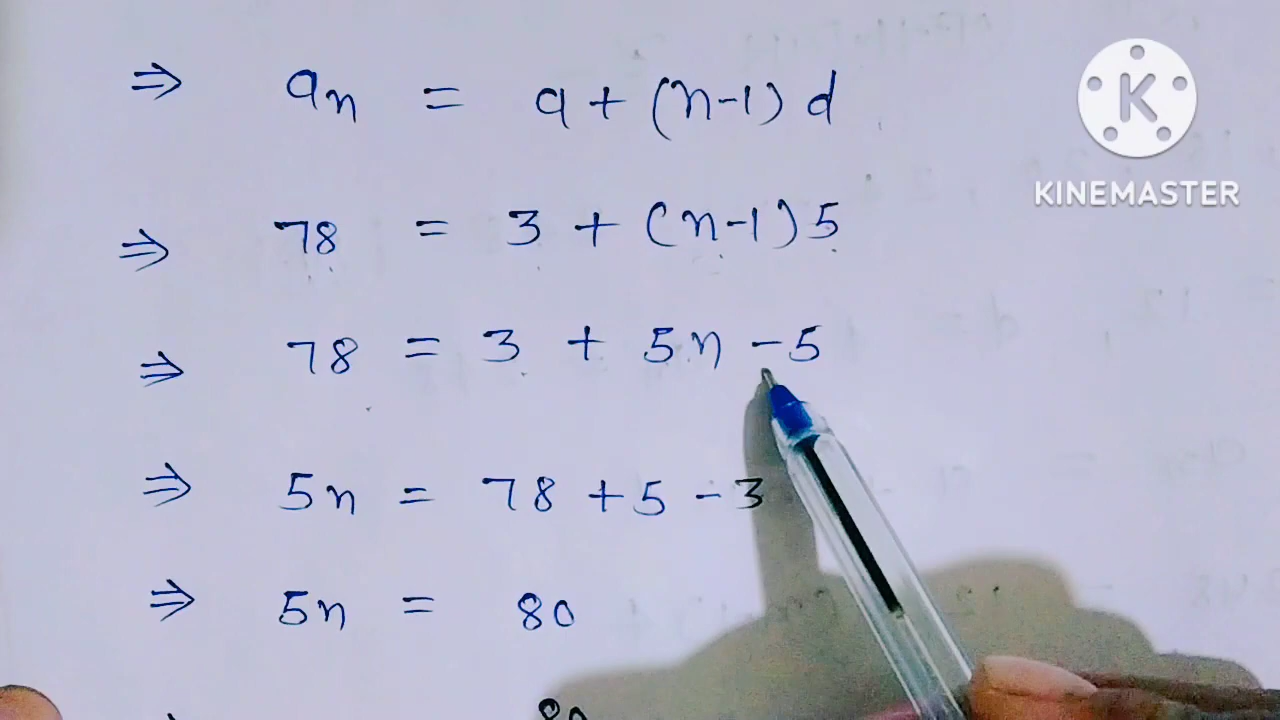 ⇒ an = a + (n-1) d
K
KINEMASTER
⇒ 78 = 3 + (n-1) 5
⇒ 78 = 3 + 5n - 5
⇒ 5n = 78 + 5 - 3
⇒ 5n = 80